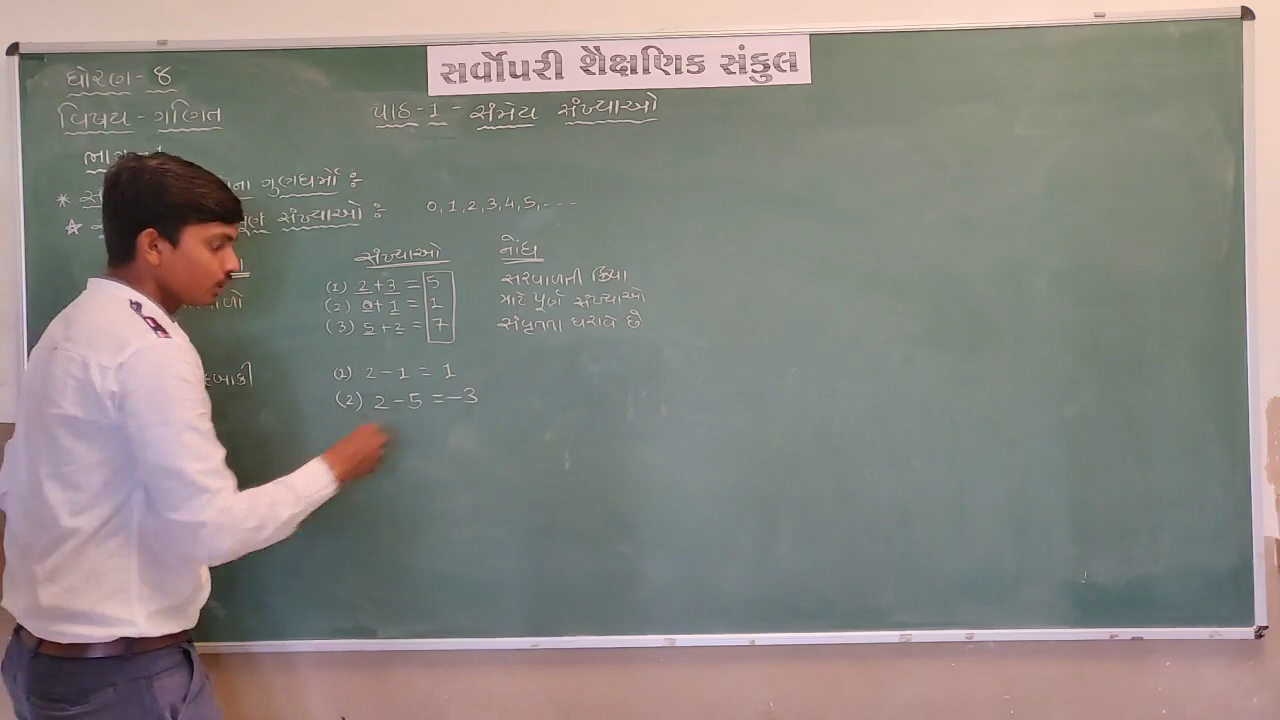 સર્વોપરી શૈક્ષણિક સંકુલ
ધોરણ - 8
વિષય - ગણિત
પાઠ - 1 - સંમેય સંખ્યાઓ
ગુણધર્મો :-
પૂર્ણ સંખ્યાઓ :- 0, 1, 2, 3, 4, 5, ---
સંખ્યાઓ નોંધ
(1) 2 + 3 = 5 સરવાળાની ક્રિયા
(2) 0 + 1 = 1 માટે પૂર્ણ સંખ્યાઓ
(3) 5 + 2 = 7 સંવૃતતા ધરાવે છે
(1) 2 - 1 = 1
(2) 2 - 5 = -3